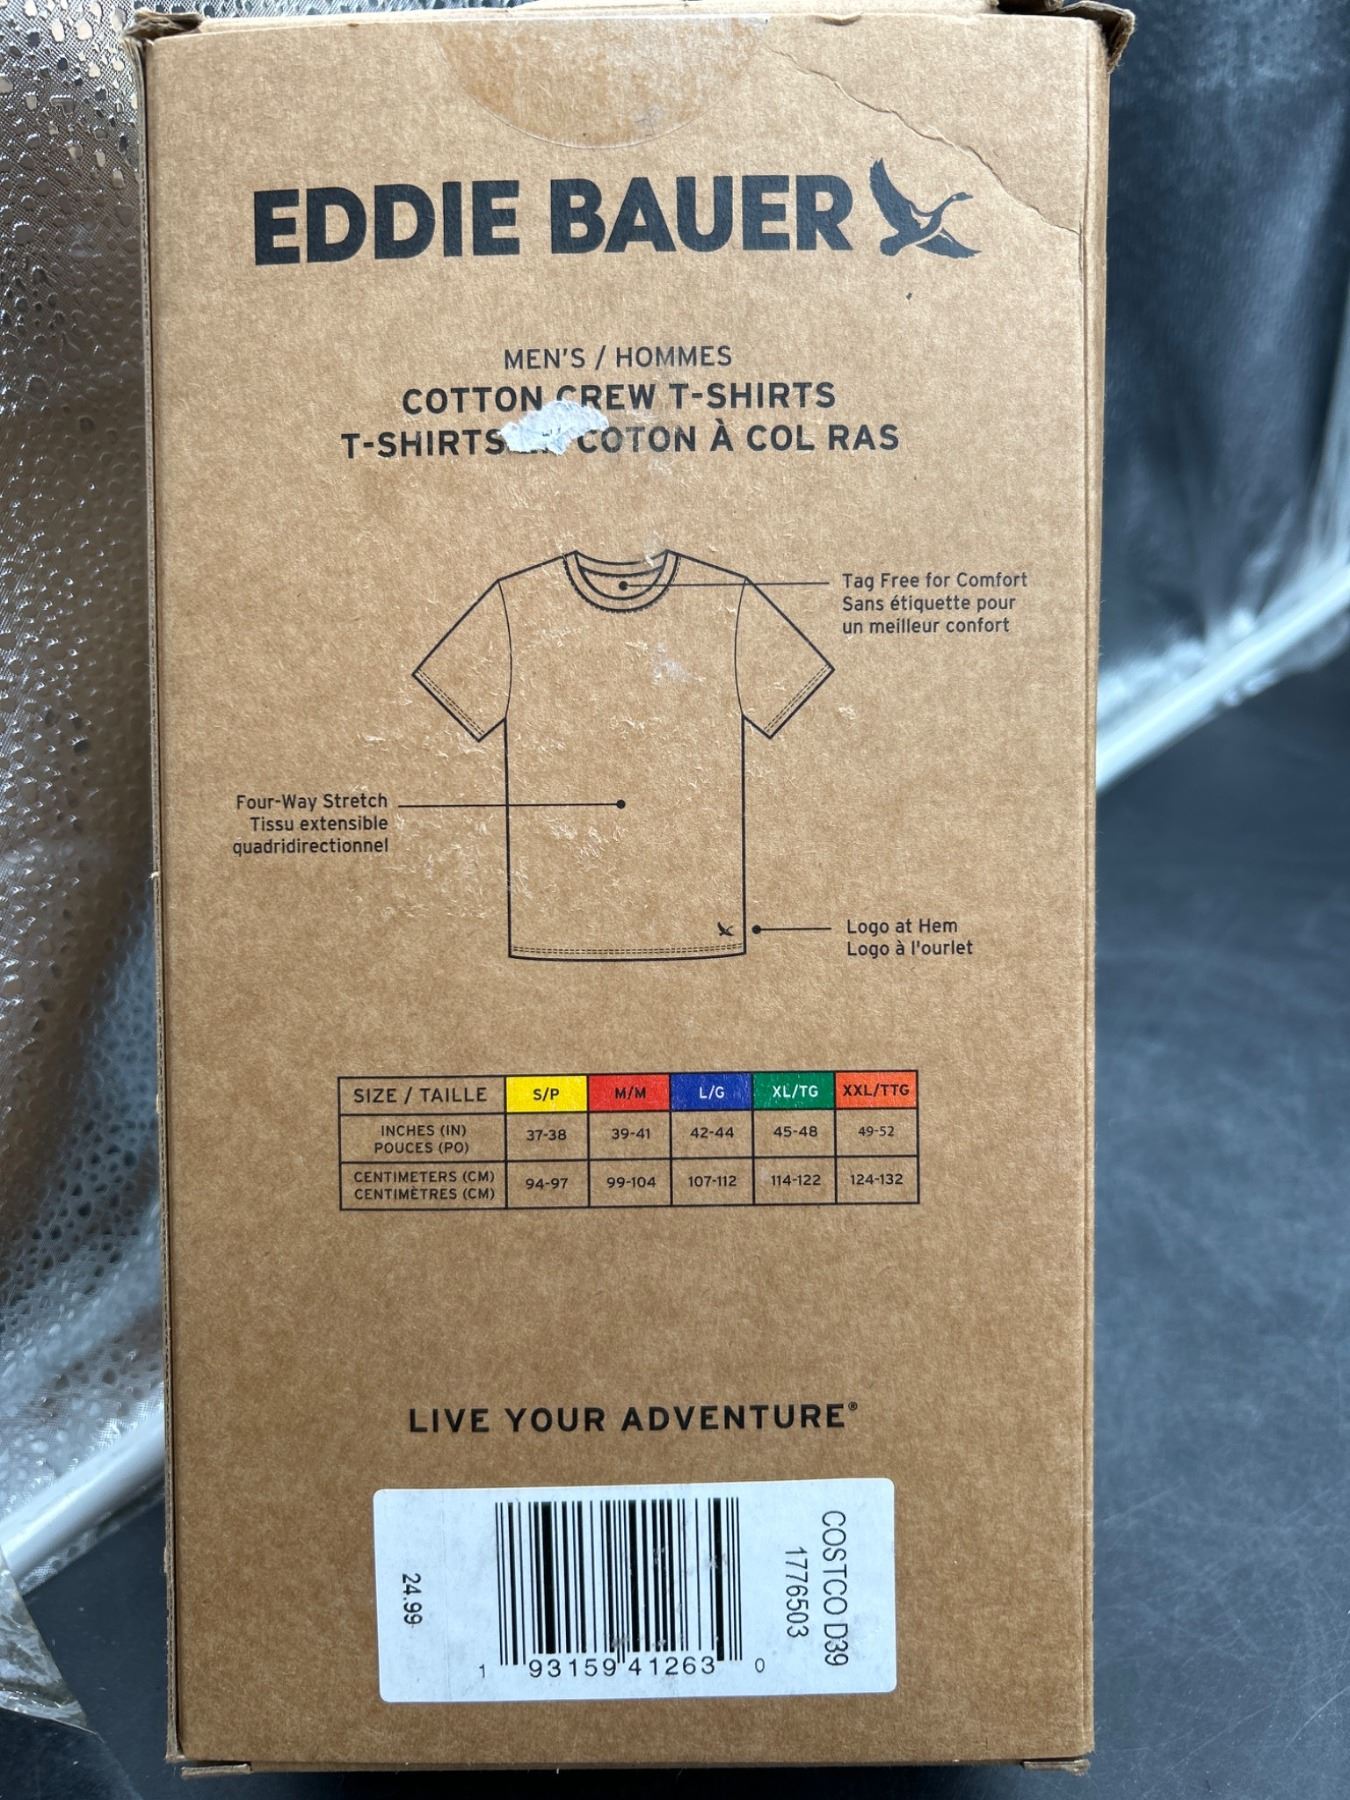 EDDIE BAUER
MEN'S / HOMMES
COTTON CREW T-SHIRTS
T-SHIRTS COTON À COL RAS
Tag Free for Comfort
Sans étiquette pour
un meilleur confort
Four-Way Stretch
Tissu extensible
quadridirectionnel
Logo at Hem
Logo à l'ourlet
SIZE / TAILLE S/P M/M L/G XL/TG XXL/TTG
INCHES (IN)
POUCES (PO) 37-38 39-41 42-44 45-48 49-52
CENTIMETERS (CM)
CENTIMÈTRES (CM) 94-97 99-104 107-112 114-122 124-132
LIVE YOUR ADVENTURE®
COSTCO D39
1776503
1 93159 41263 0
24.99